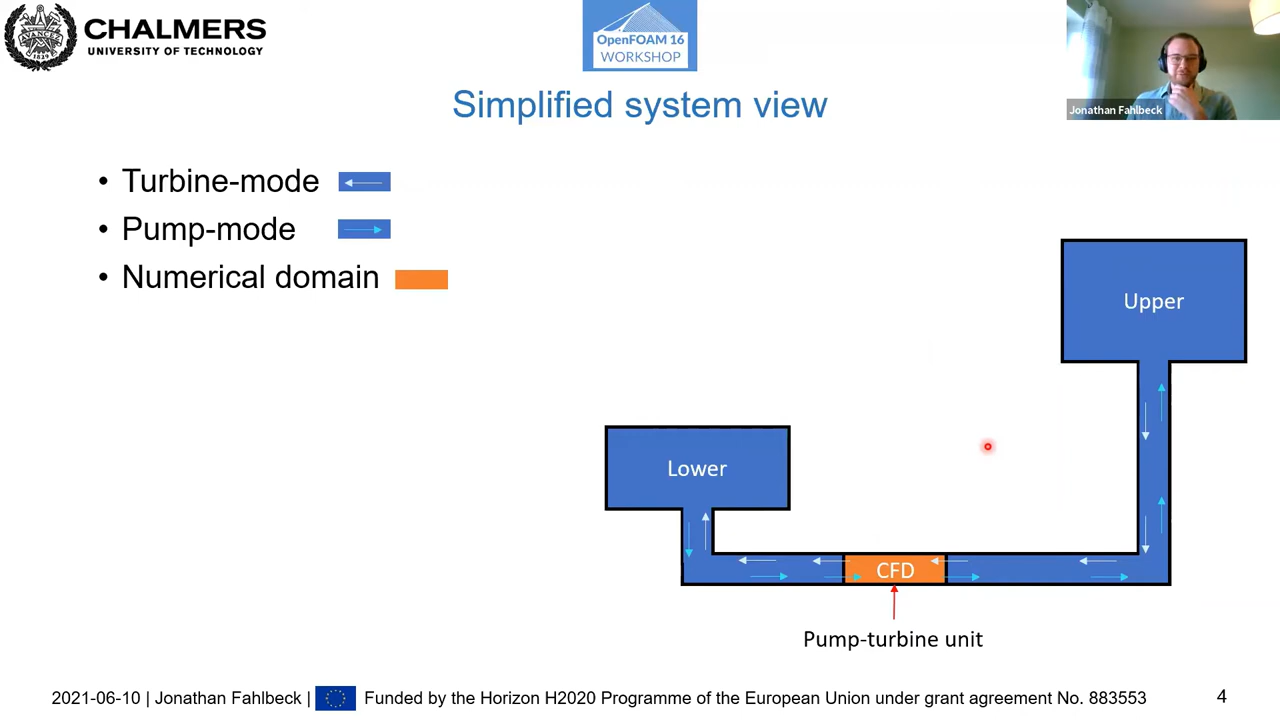 CHALMERS
UNIVERSITY OF TECHNOLOGY
AVANCEZ
1829
OpenFOAM 16
WORKSHOP
Jonathan Fahlbeck
Simplified system view
• Turbine-mode
• Pump-mode
• Numerical domain
Upper
Lower
CFD
Pump-turbine unit
2021-06-10 | Jonathan Fahlbeck | Funded by the Horizon H2020 Programme of the European Union under grant agreement No. 883553
4